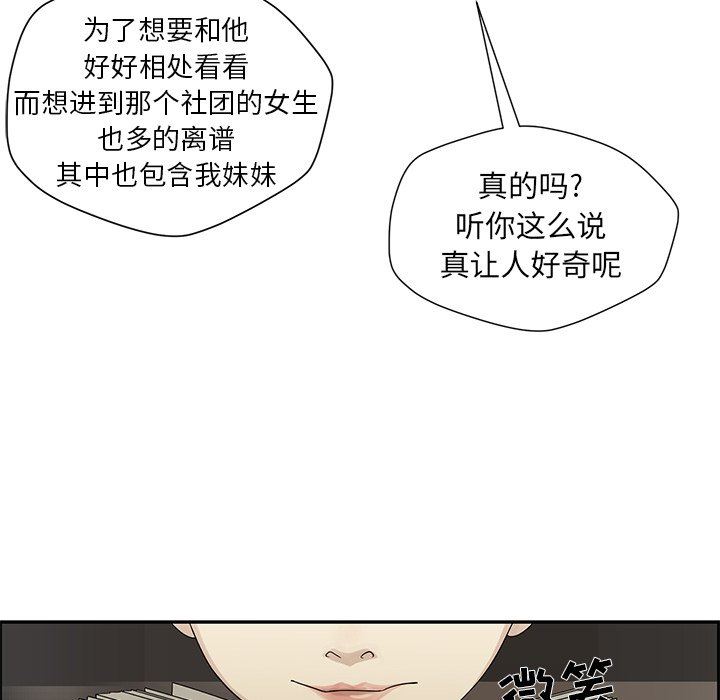 为了想要和他
好好相处看看
而想进到那个社团的女生
也多的离谱
其中也包含我妹妹
真的吗?
听你这么说
真让人好奇呢
微笑